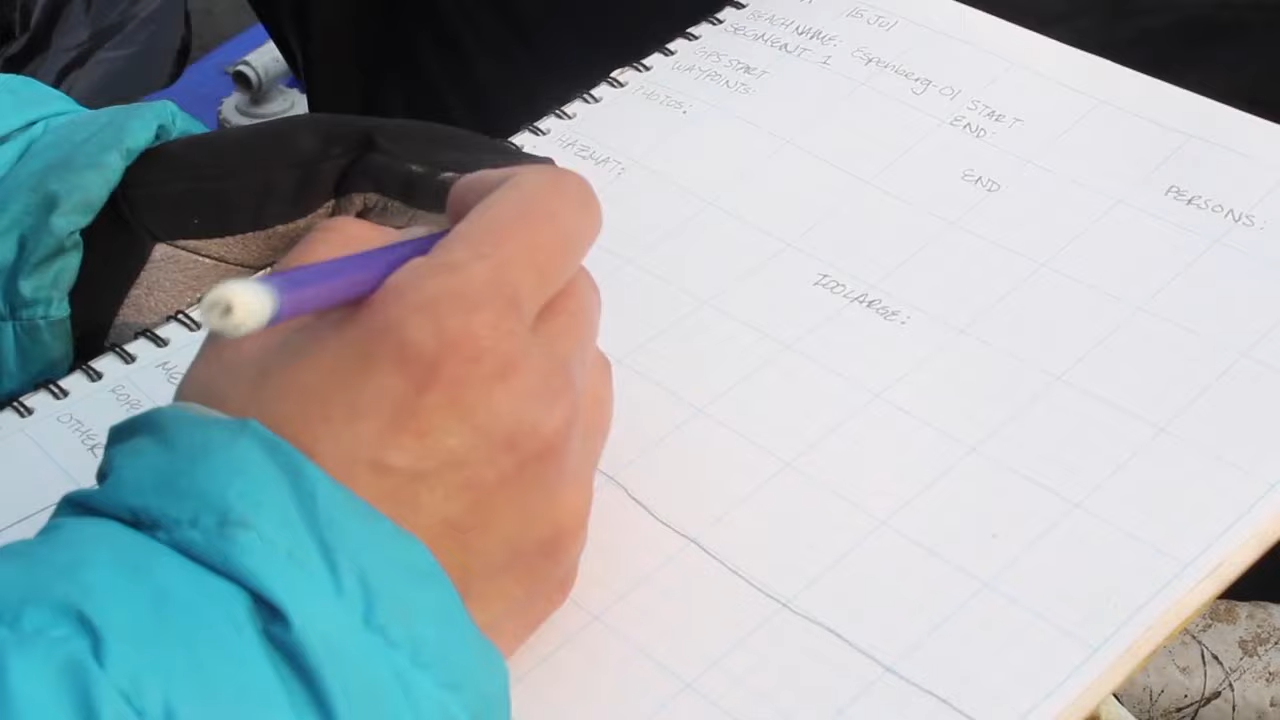 15 Jul
BEACH NAME: Espenberg-01
SEGMENT 1
START
END:
GPS START
WAYPOINTS:
END
PERSONS:
PHOTOS:
HAZMAT:
TOO LARGE:
ROPE
OTHER